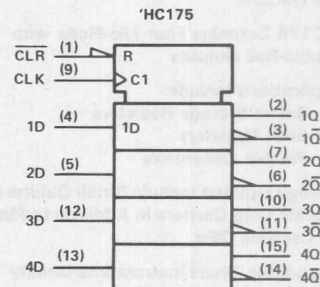 'HC175
CLR (1) R
CLK (9) C1
1D (4) 1D (2) 1Q
(3) 1Q̅
2D (5) (7) 2Q
(6) 2Q̅
3D (12) (10) 3Q
(11) 3Q̅
4D (13) (15) 4Q
(14) 4Q̅